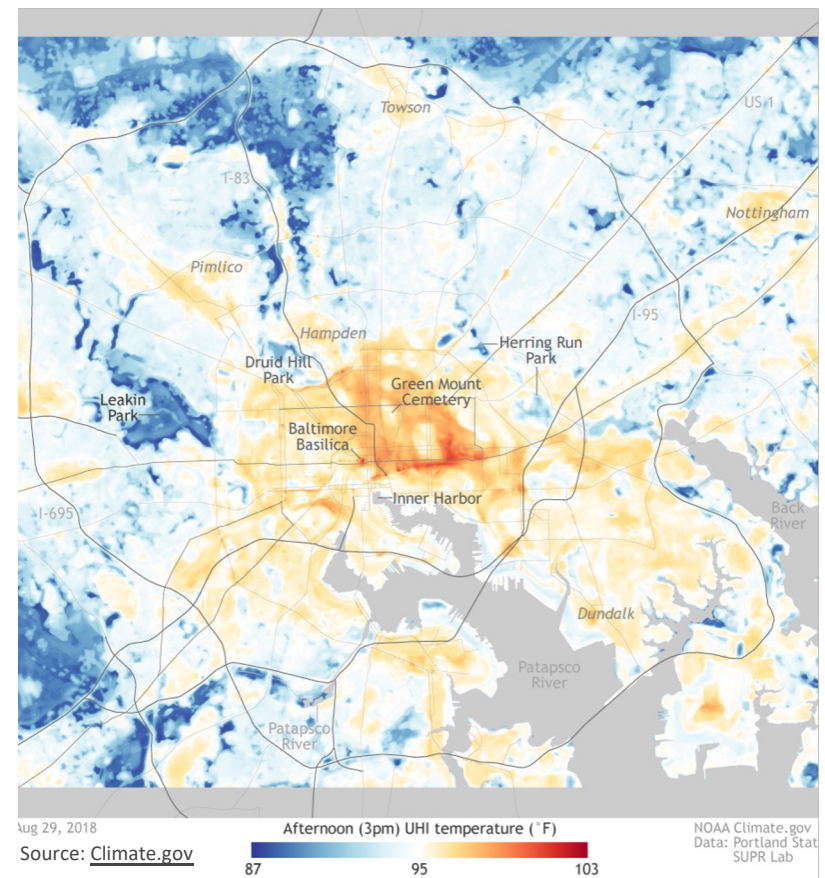 Towson
US 1
I-83
Nottingham
Pimlico
I-95
Hampden
Herring Run
Park
Druid Hill
Park
Green Mount
Cemetery
Leakin
Park
Baltimore
Basilica
Inner Harbor
I-695
Back
River
Dundalk
Patapsco
River
Patapsco
River
Aug 29, 2018
Afternoon (3pm) UHI temperature (°F)
NOAA Climate.gov
Data: Portland Stat
SUPR Lab
Source: Climate.gov
87
95
103